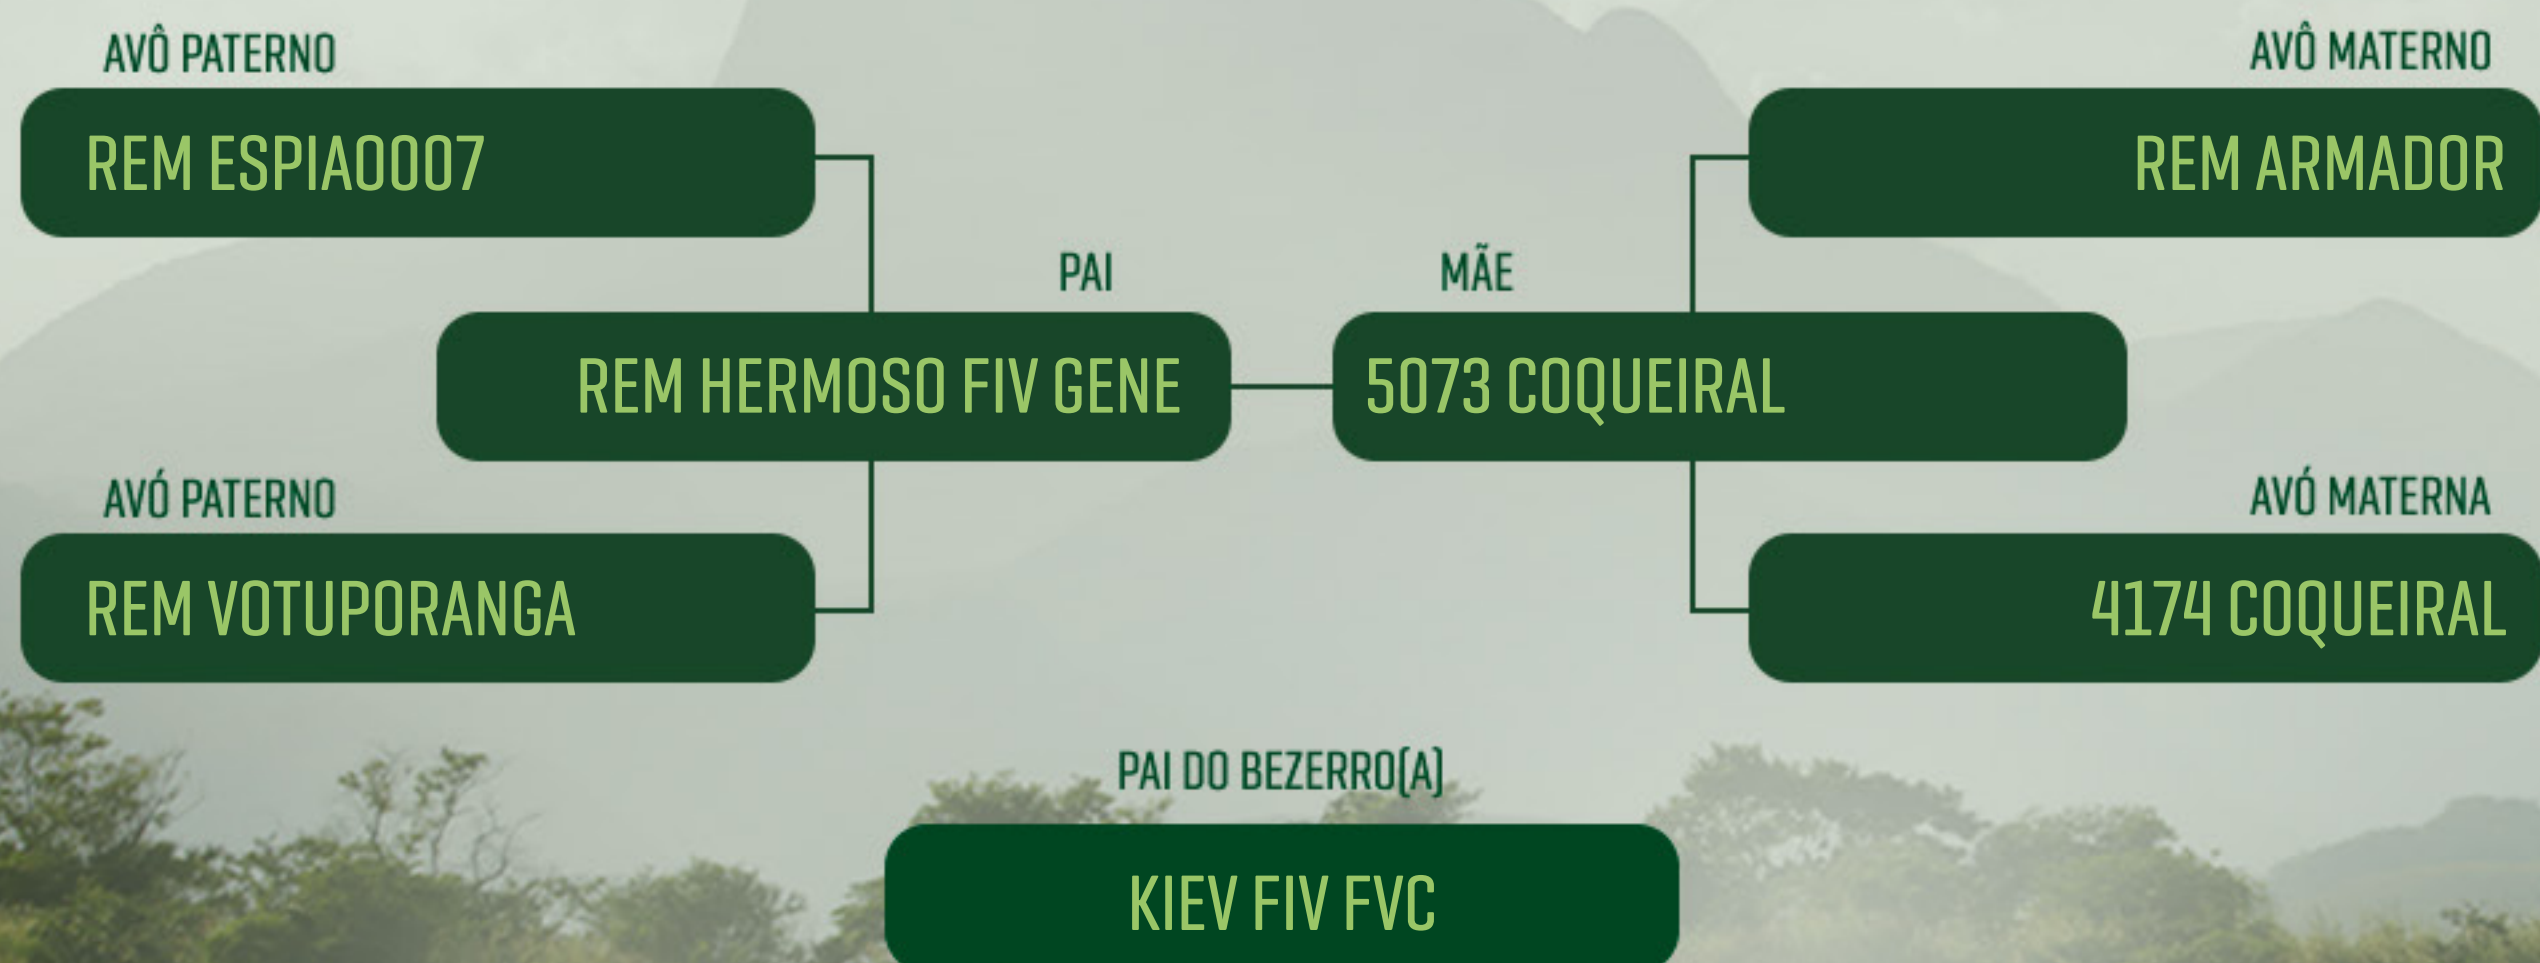 AVÔ PATERNO
AVÔ MATERNO
REM ESPIA0007
REM ARMADOR
PAI
MÃE
REM HERMOSO FIV GENE
5073 COQUEIRAL
AVÓ PATERNO
AVÓ MATERNA
REM VOTUPORANGA
4174 COQUEIRAL
PAI DO BEZERRO(A)
KIEV FIV FVC